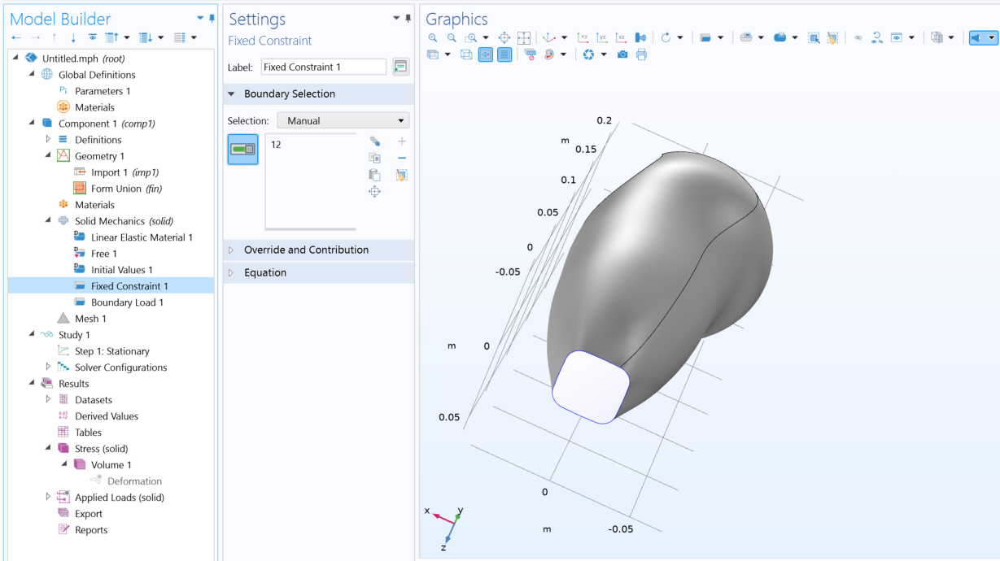 Model Builder
Untitled.mph (root)
Global Definitions
Pi Parameters 1
Materials
Component 1 (comp1)
Definitions
Geometry 1
Import 1 (imp1)
Form Union (fin)
Materials
Solid Mechanics (solid)
D Linear Elastic Material 1
D Free 1
D Initial Values 1
Fixed Constraint 1
Boundary Load 1
Mesh 1
Study 1
Step 1: Stationary
Solver Configurations
Results
Datasets
Derived Values
Tables
Stress (solid)
Volume 1
Deformation
Applied Loads (solid)
Export
Reports
Settings
Fixed Constraint
Label: Fixed Constraint 1
Boundary Selection
Selection: Manual
12
Override and Contribution
Equation
Graphics
xy yz xz
0.2
m
0.15
0.1
0.05
0
-0.05
m 0
0.05
0
m -0.05
x y
z